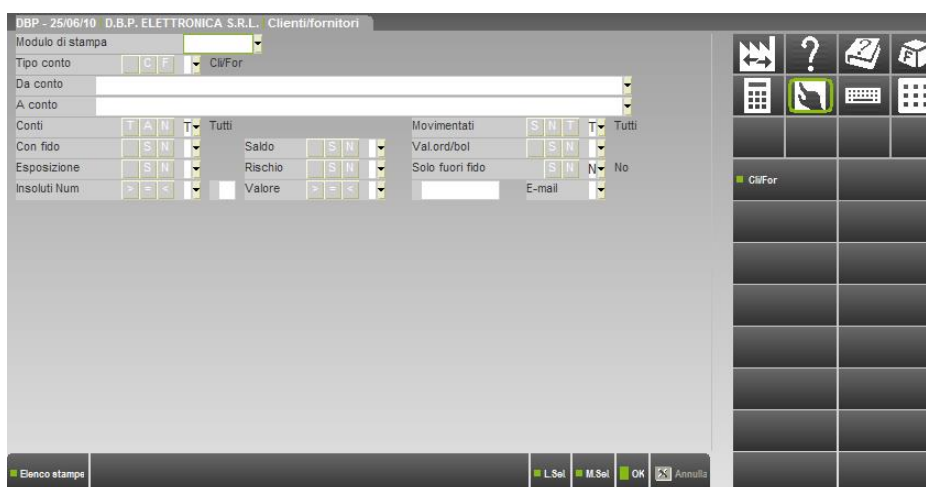 DBP - 25/06/10 D.B.P. ELETTRONICA S.R.L. Clienti/fornitori
Modulo di stampa
Tipo conto C F Cli/For
Da conto
A conto
Conti T A N T Tutti Movimentati S N T T Tutti
Con fido S N Saldo S N Val.ord/bol S N
Esposizione S N Rischio S N Solo fuori fido S N N No
Insoluti Num > = < Valore > = < E-mail
? ? F
Cli/For
Elenco stampe L.Sel M.Sel OK Annulla